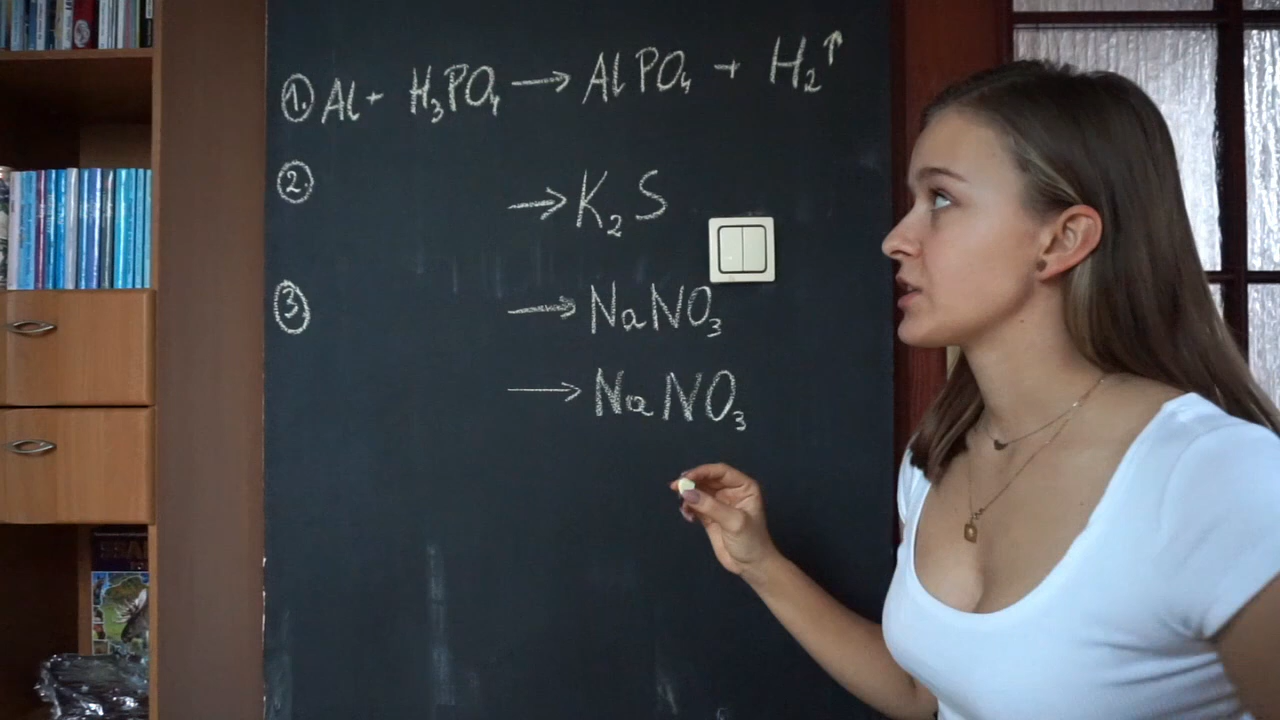 ①. Al + H₃PO₄ → AlPO₄ + H₂↑
②. → K₂S
③ → NaNO₃
→ NaNO₃